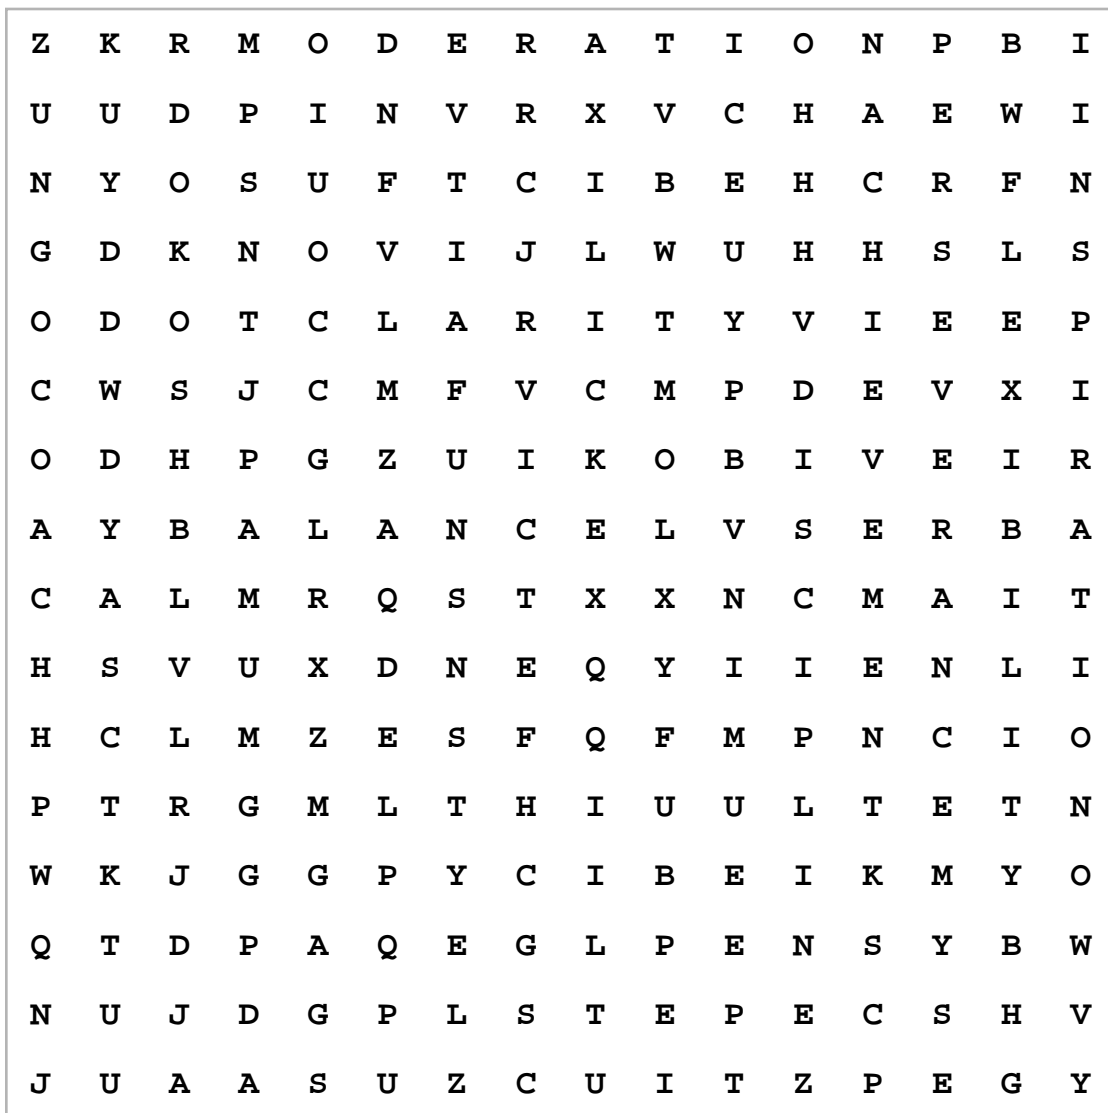 Z K R M O D E R A T I O N P B I
U U D P I N V R X V C H A E W I
N Y O S U F T C I B E H C R F N
G D K N O V I J L W U H H S L S
O D O T C L A R I T Y V I E E P
C W S J C M F V C M P D E V X I
O D H P G Z U I K O B I V E I R
A Y B A L A N C E L V S E R B A
C A L M R Q S T X X N C M A I T
H S V U X D N E Q Y I I E N L I
H C L M Z E S F Q F M P N C I O
P T R G M L T H I U U L T E T N
W K J G G P Y C I B E I K M Y O
Q T D P A Q E G L P E N S Y B W
N U J D G P L S T E P E C S H V
J U A A S U Z C U I T Z P E G Y